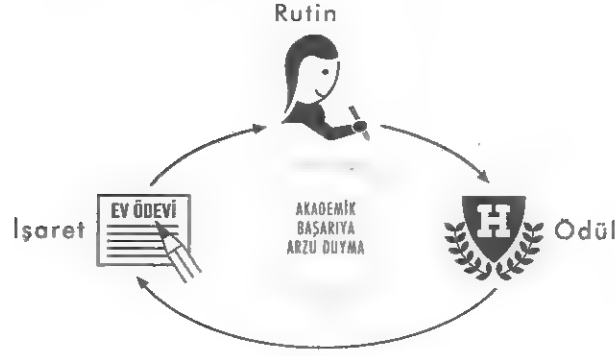 Rutin
EV ÖDEVİ
İşaret
AKADEMİK
BAŞARIYA
ARZU DUYMA
H
Ödül